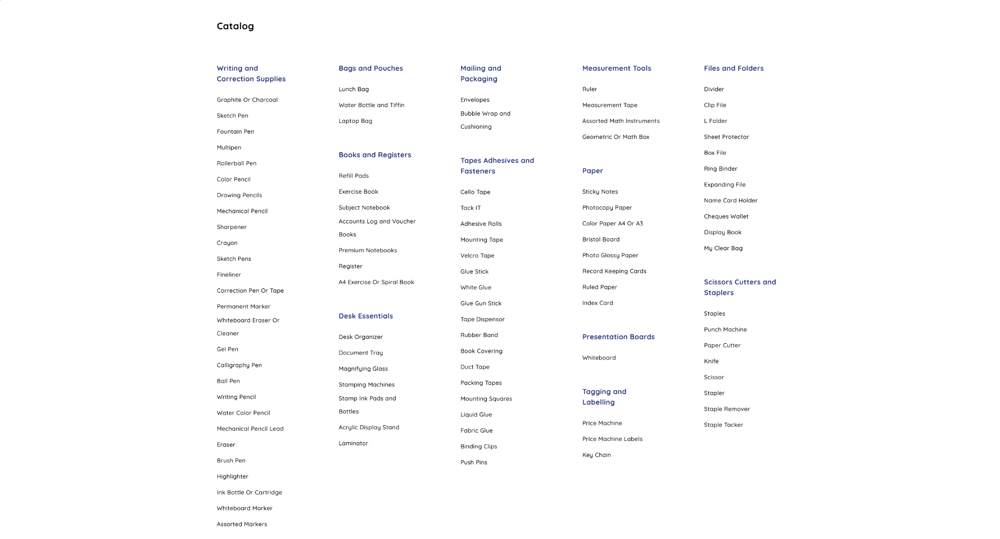 Catalog
Writing and
Correction Supplies
Graphite Or Charcoal
Sketch Pen
Fountain Pen
Multipen
Rollerball Pen
Color Pencil
Drawing Pencils
Mechanical Pencil
Sharpener
Crayon
Sketch Pens
Fineliner
Correction Pen Or Tape
Permanent Marker
Whiteboard Eraser Or
Cleaner
Gel Pen
Calligraphy Pen
Ball Pen
Writing Pencil
Water Color Pencil
Mechanical Pencil Lead
Eraser
Brush Pen
Highlighter
Ink Bottle Or Cartridge
Whiteboard Marker
Assorted Markers
Bags and Pouches
Lunch Bag
Water Bottle and Tiffin
Laptop Bag
Books and Registers
Refill Pads
Exercise Book
Subject Notebook
Accounts Log and Voucher
Books
Premium Notebooks
Register
A4 Exercise Or Spiral Book
Desk Essentials
Desk Organizer
Document Tray
Magnifying Glass
Stamping Machines
Stamp Ink Pads and
Bottles
Acrylic Display Stand
Laminator
Mailing and
Packaging
Envelopes
Bubble Wrap and
Cushioning
Tapes Adhesives and
Fasteners
Cello Tape
Tack IT
Adhesive Rolls
Mounting Tape
Velcro Tape
Glue Stick
White Glue
Glue Gun Stick
Tape Dispensor
Rubber Band
Book Covering
Duct Tape
Packing Tapes
Mounting Squares
Liquid Glue
Fabric Glue
Binding Clips
Push Pins
Measurement Tools
Ruler
Measurement Tape
Assorted Math Instruments
Geometric Or Math Box
Paper
Sticky Notes
Photocopy Paper
Color Paper A4 Or A3
Bristol Board
Photo Glossy Paper
Record Keeping Cards
Ruled Paper
Index Card
Presentation Boards
Whiteboard
Tagging and
Labelling
Price Machine
Price Machine Labels
Key Chain
Files and Folders
Divider
Clip File
L Folder
Sheet Protector
Box File
Ring Binder
Expanding File
Name Card Holder
Cheques Wallet
Display Book
My Clear Bag
Scissors Cutters and
Staplers
Staples
Punch Machine
Paper Cutter
Knife
Scissor
Stapler
Staple Remover
Staple Tacker